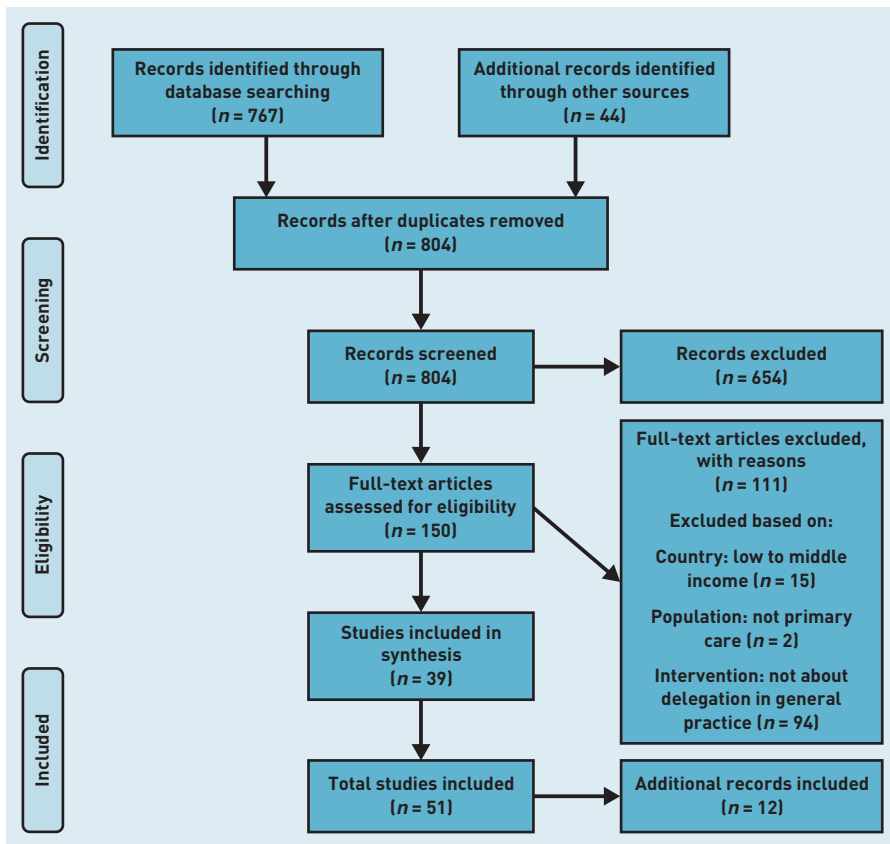 Identification
Records identified through
database searching
(n = 767)
Additional records identified
through other sources
(n = 44)
Records after duplicates removed
(n = 804)
Screening
Records screened
(n = 804)
Records excluded
(n = 654)
Eligibility
Full-text articles
assessed for eligibility
(n = 150)
Full-text articles excluded,
with reasons
(n = 111)
Excluded based on:
Country: low to middle
income (n = 15)
Population: not primary
care (n = 2)
Intervention: not about
delegation in general
practice (n = 94)
Studies included in
synthesis
(n = 39)
Included
Total studies included
(n = 51)
Additional records included
(n = 12)